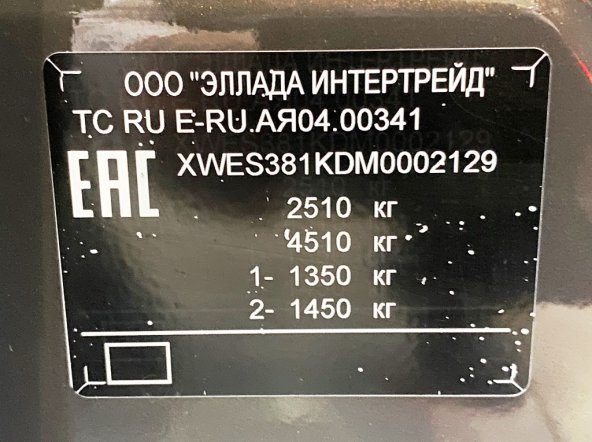 ООО "ЭЛЛАДА ИНТЕРТРЕЙД"
ТС RU E-RU.АЯ04.00341
EAC XWES381KDM0002129
2510 кг
4510 кг
1- 1350 кг
2- 1450 кг